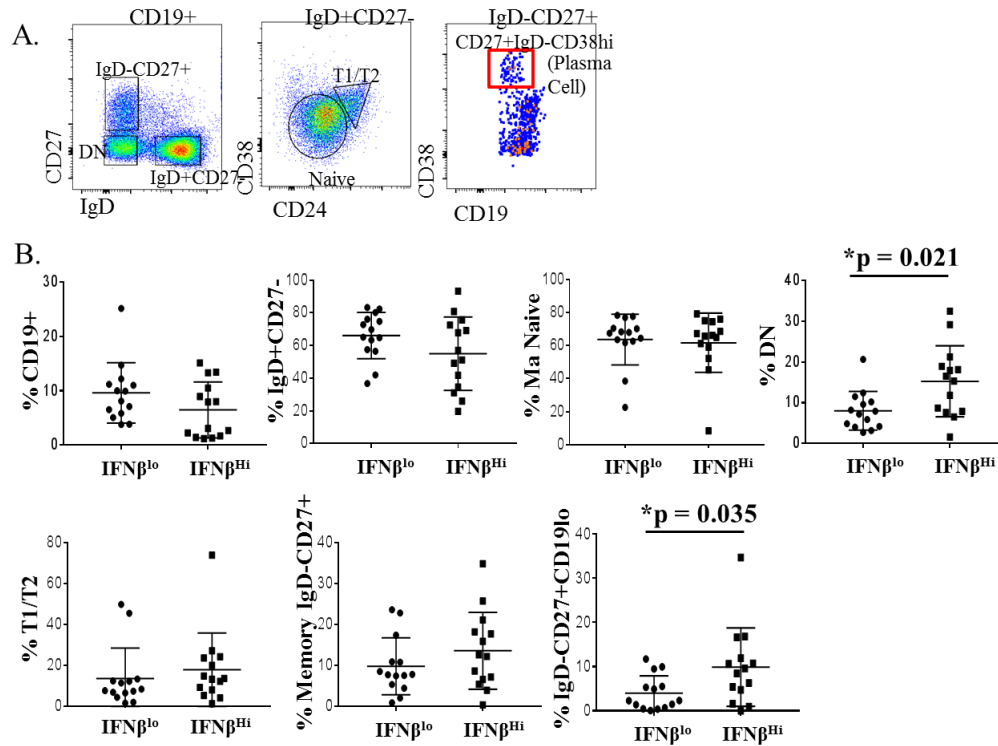 A.
CD19+
IgD-CD27+
DN
IgD+CD27-
CD27
IgD
IgD+CD27-
T1/T2
Naive
CD38
CD24
IgD-CD27+
CD27+IgD-CD38hi
(Plasma
Cell)
CD38
CD19
B.
% CD19+
30
20
10
0
IFNβlo
IFNβHi
% IgD+CD27-
100
80
60
40
20
0
IFNβlo
IFNβHi
% Ma Naive
100
80
60
40
20
0
IFNβlo
IFNβHi
*p = 0.021
% DN
40
30
20
10
0
IFNβlo
IFNβHi
% T1/T2
80
60
40
20
0
IFNβlo
IFNβHi
% Memory IgD-CD27+
40
30
20
10
0
IFNβlo
IFNβHi
*p = 0.035
% IgD-CD27+CD19lo
40
30
20
10
0
IFNβlo
IFNβHi